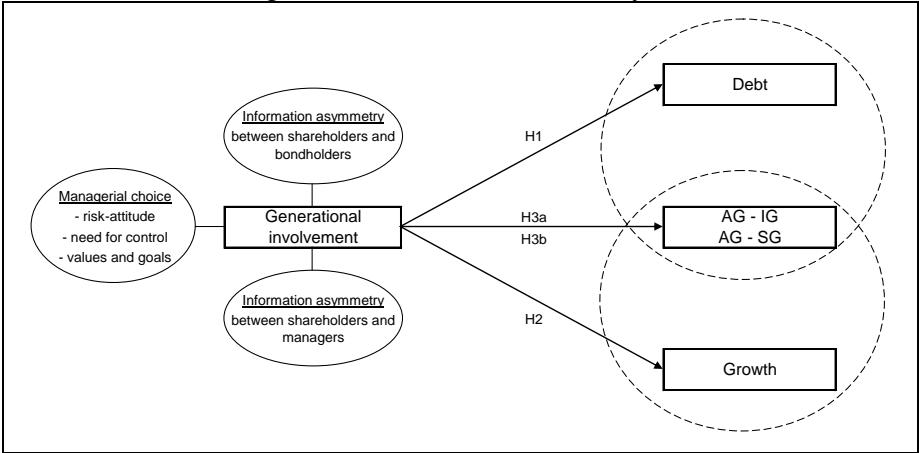 Debt
Information asymmetry
between shareholders and
bondholders
H1
Managerial choice
- risk-attitude
- need for control
- values and goals
Generational
involvement
H3a
H3b
AG - IG
AG - SG
Information asymmetry
between shareholders and
managers
H2
Growth